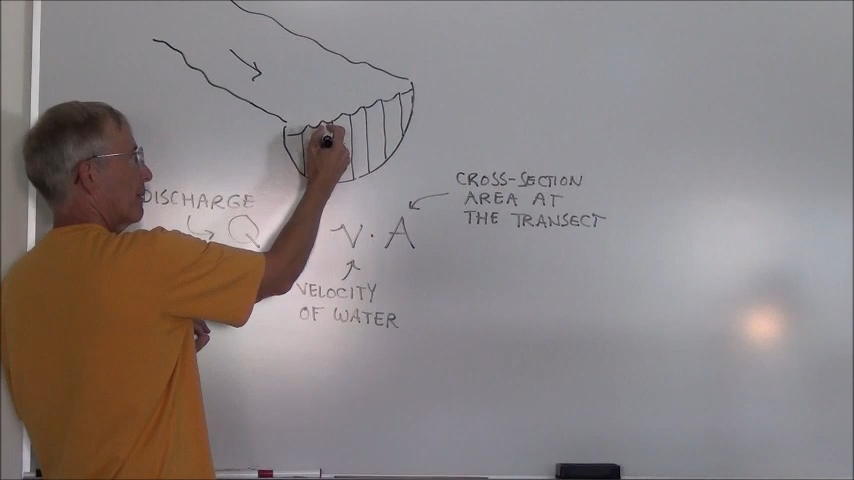 DISCHARGE
Q V · A
CROSS-SECTION
AREA AT
THE TRANSECT
VELOCITY
OF WATER